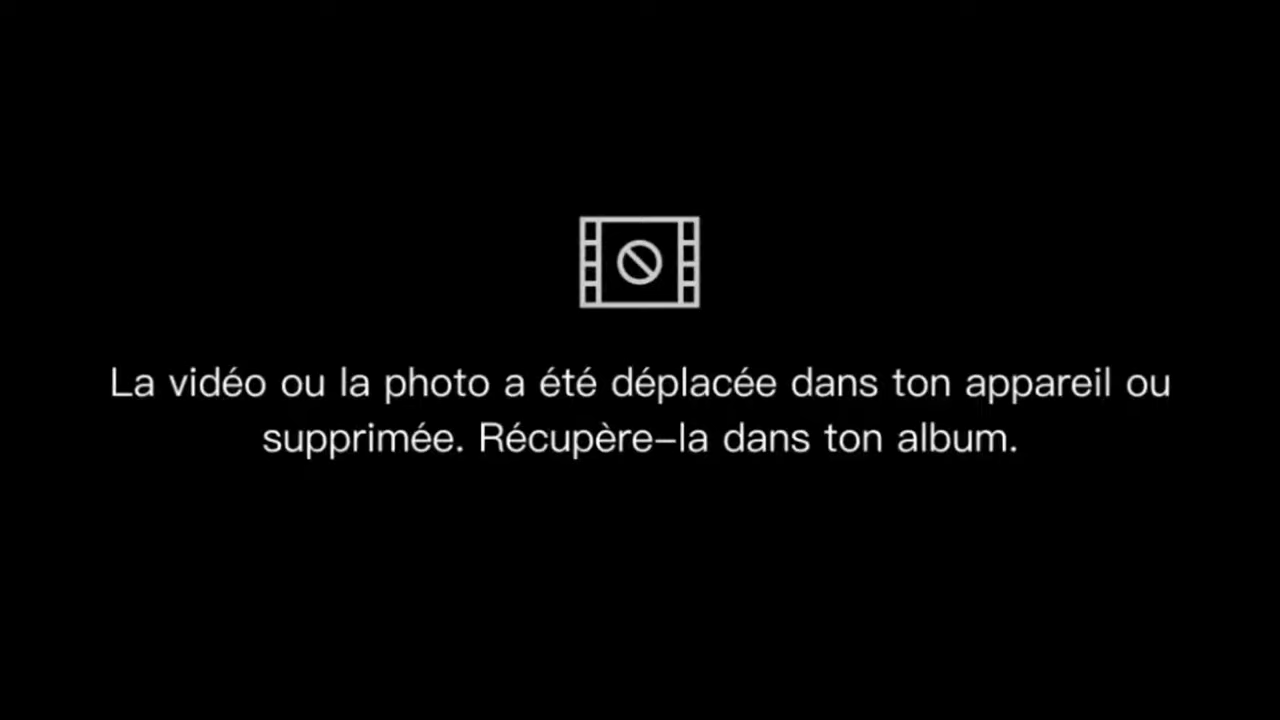 La vidéo ou la photo a été déplacée dans ton appareil ou
supprimée. Récupère-la dans ton album.